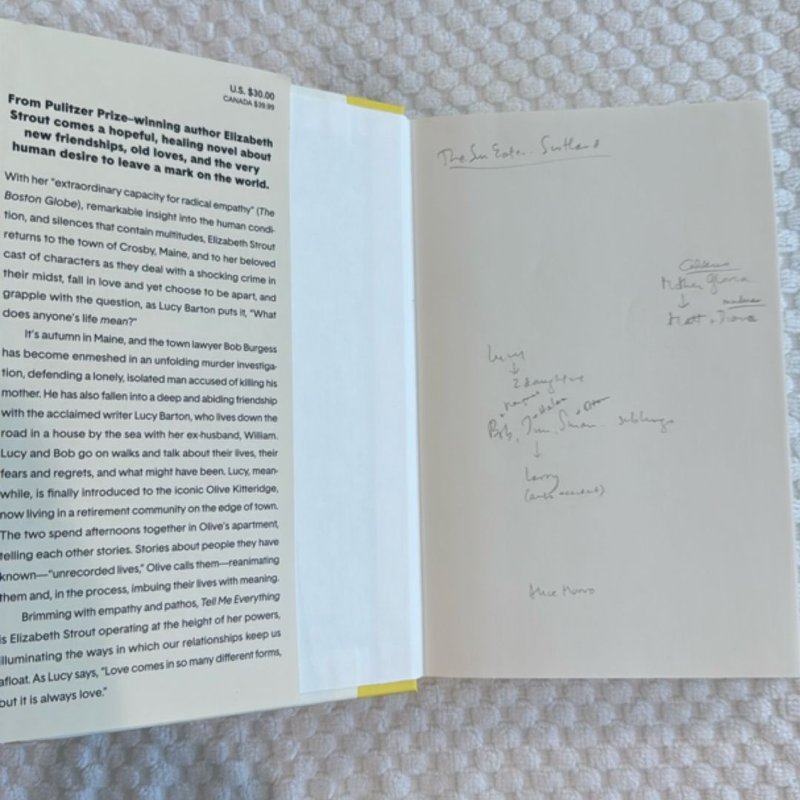 U.S. $30.00
CANADA $39.99
From Pulitzer Prize–winning author Elizabeth
Strout comes a hopeful, healing novel about
new friendships, old loves, and the very
human desire to leave a mark on the world.
With her “extraordinary capacity for radical empathy” (The
Boston Globe), remarkable insight into the human condi-
tion, and silences that contain multitudes, Elizabeth Strout
returns to the town of Crosby, Maine, and to her beloved
cast of characters as they deal with a shocking crime in
their midst, fall in love and yet choose to be apart, and
grapple with the question, as Lucy Barton puts it, “What
does anyone’s life mean?”
It’s autumn in Maine, and the town lawyer Bob Burgess
has become enmeshed in an unfolding murder investiga-
tion, defending a lonely, isolated man accused of killing his
mother. He has also fallen into a deep and abiding friendship
with the acclaimed writer Lucy Barton, who lives down the
road in a house by the sea with her ex-husband, William.
Lucy and Bob go on walks and talk about their lives, their
fears and regrets, and what might have been. Lucy, mean-
while, is finally introduced to the iconic Olive Kitteridge,
now living in a retirement community on the edge of town.
The two spend afternoons together in Olive’s apartment,
telling each other stories. Stories about people they have
known—“unrecorded lives,” Olive calls them—reanimating
them and, in the process, imbuing their lives with meaning.
Brimming with empathy and pathos, Tell Me Everything
is Elizabeth Strout operating at the height of her powers,
illuminating the ways in which our relationships keep us
afloat. As Lucy says, “Love comes in so many different forms,
but it is always love.”
The Sin Eater. Scotland
Mother Gloria
Matt + Diana
Lucy
2 daughters
Bob, Jim, Susan siblings
Larry
(auto accident)
Alice Munro